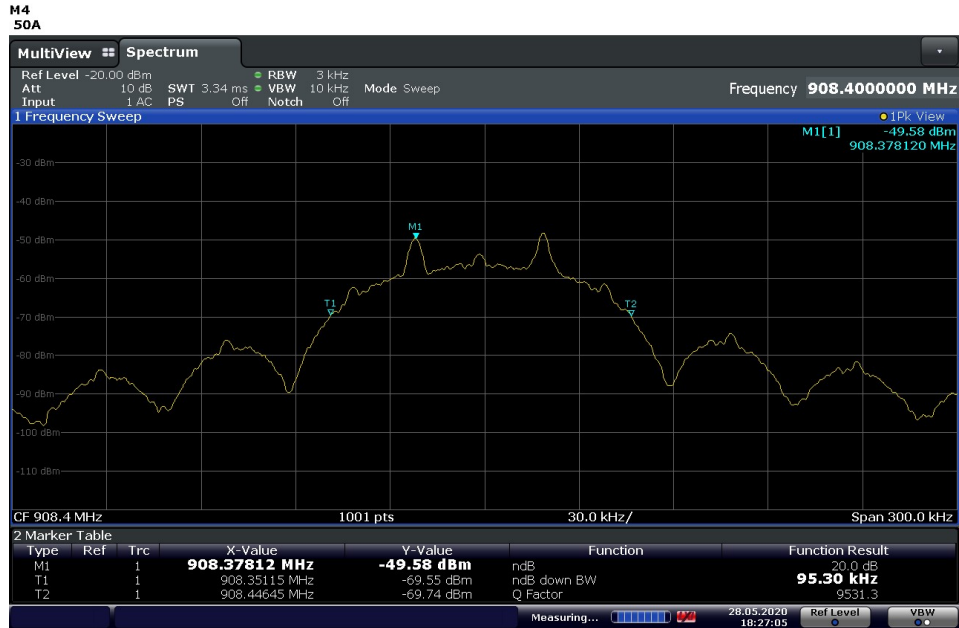 M4
50A
MultiView Spectrum
Ref Level -20.00 dBm RBW 3 kHz
Att 10 dB SWT 3.34 ms VBW 10 kHz Mode Sweep Frequency 908.4000000 MHz
Input 1 AC PS Off Notch Off
1 Frequency Sweep 1Pk View
M1[1] -49.58 dBm
908.378120 MHz
-30 dBm
-40 dBm
M1
-50 dBm
-60 dBm
T1 T2
-70 dBm
-80 dBm
-90 dBm
-100 dBm
-110 dBm
CF 908.4 MHz 1001 pts 30.0 kHz/ Span 300.0 kHz
2 Marker Table
Type Ref Trc X-Value Y-Value Function Function Result
M1 1 908.37812 MHz -49.58 dBm ndB 20.0 dB
T1 1 908.35115 MHz -69.55 dBm ndB down BW 95.30 kHz
T2 1 908.44645 MHz -69.74 dBm Q Factor 9531.3
Measuring... 28.05.2020 Ref Level VBW
18:27:05